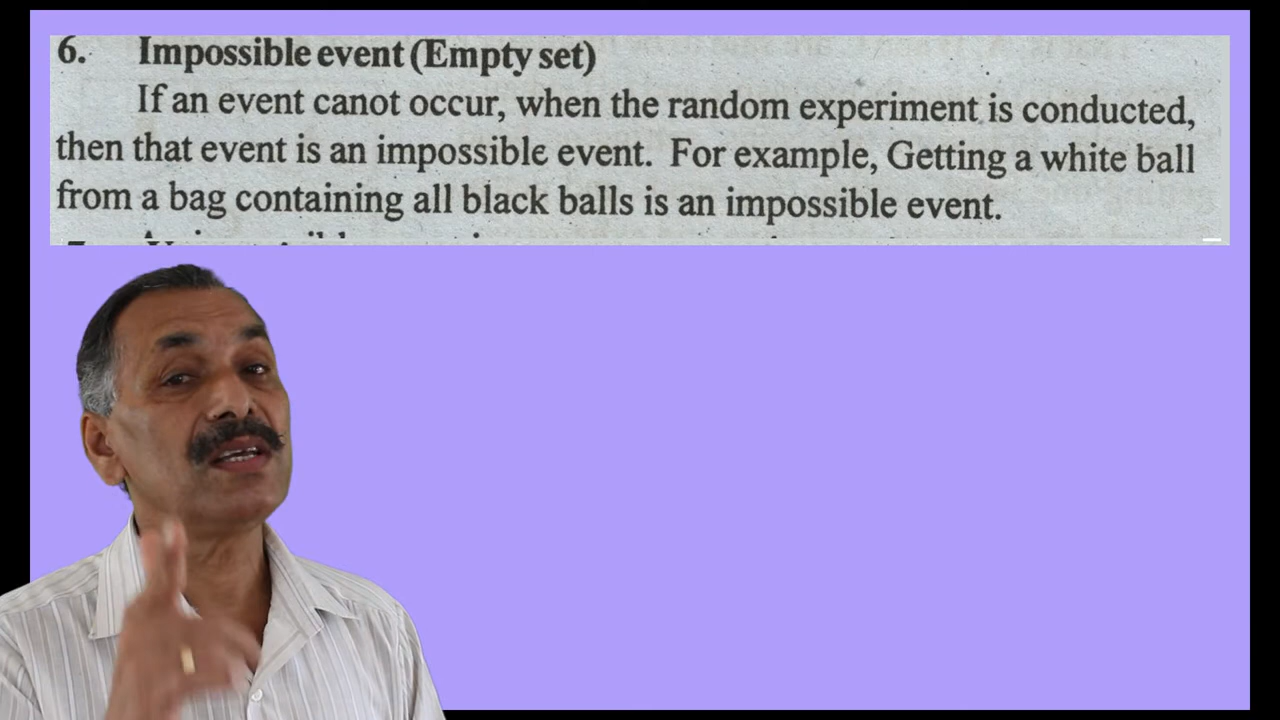 6. Impossible event (Empty set)
If an event canot occur, when the random experiment is conducted,
then that event is an impossible event. For example, Getting a white ball
from a bag containing all black balls is an impossible event.